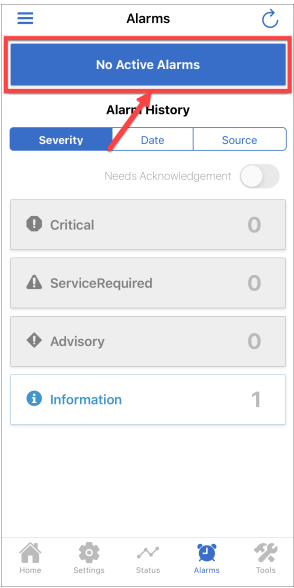 Alarms
No Active Alarms
Alarm History
Severity Date Source
Needs Acknowledgement
Critical 0
ServiceRequired 0
Advisory 0
Information 1
Home Settings Status Alarms Tools